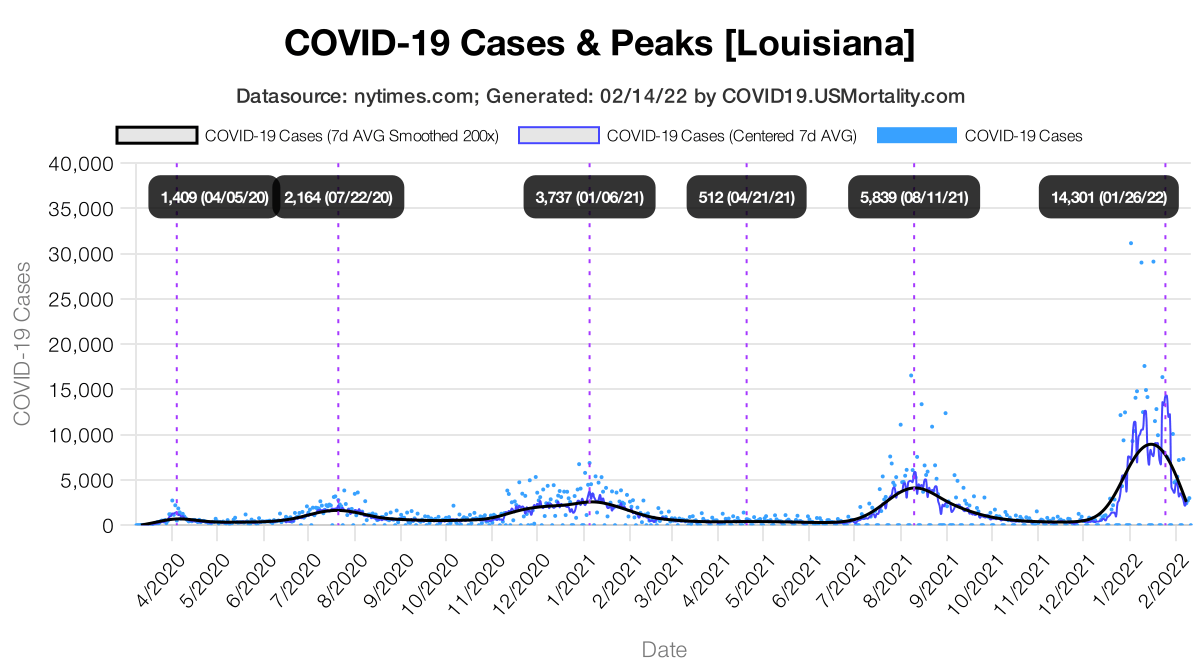 COVID-19 Cases & Peaks [Louisiana]
Datasource: nytimes.com; Generated: 02/14/22 by COVID19.USMortality.com
COVID-19 Cases (7d AVG Smoothed 200x) COVID-19 Cases (Centered 7d AVG) COVID-19 Cases
1,409 (04/05/20) 2,164 (07/22/20) 3,737 (01/06/21) 512 (04/21/21) 5,839 (08/11/21) 14,301 (01/26/22)
COVID-19 Cases
40,000
35,000
30,000
25,000
20,000
15,000
10,000
5,000
0
4/2020 5/2020 6/2020 7/2020 8/2020 9/2020 10/2020 11/2020 12/2020 1/2021 2/2021 3/2021 4/2021 5/2021 6/2021 7/2021 8/2021 9/2021 10/2021 11/2021 12/2021 1/2022 2/2022
Date